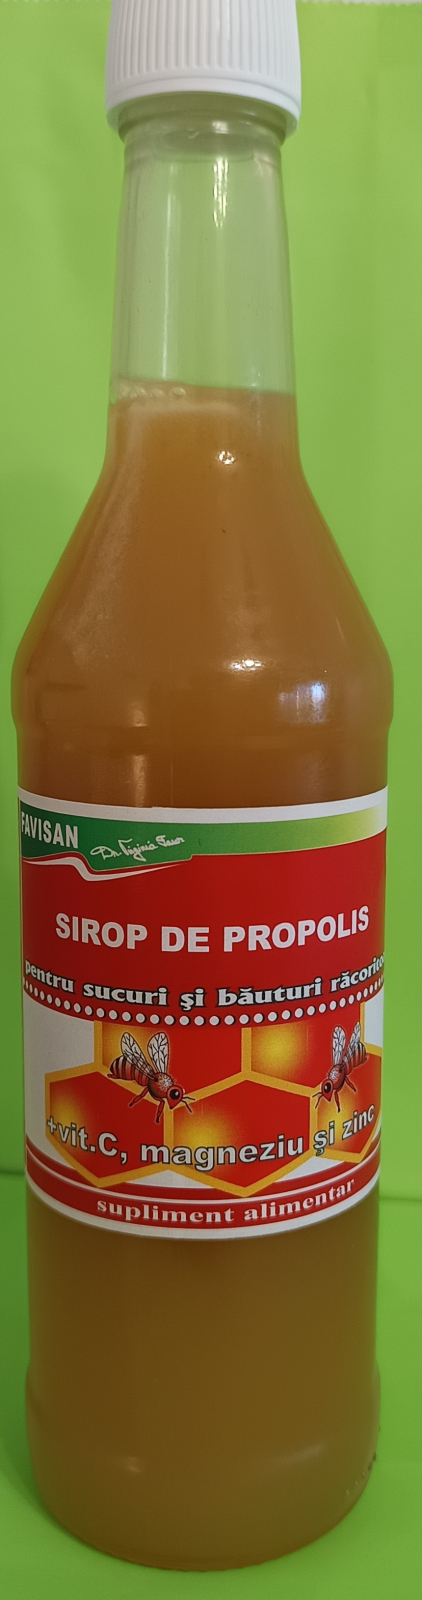 FAVISAN
SIROP DE PROPOLIS
pentru sucuri şi băuturi
+vit.C, magneziu şi zinc
supliment alimentar